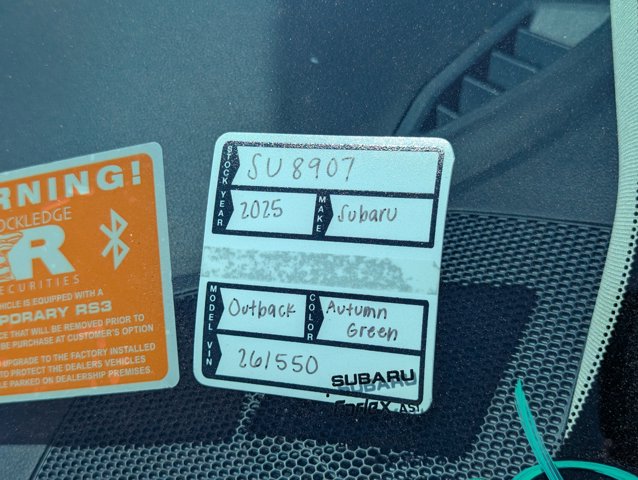 RNING!
OCKLEDGE
ER
SECURITIES
HICLE IS EQUIPPED WITH A
PORARY RS3
CE THAT WILL BE REMOVED PRIOR TO
BE PURCHASE AT CUSTOMER'S OPTION
UPGRADE TO THE FACTORY INSTALLED
TO PROTECT THE DEALERS VEHICLES
LE PARKED ON DEALERSHIP PREMISES.
STOCK SU8907
YEAR 2025 MAKE Subaru
MODEL Outback COLOR Autumn Green
VIN 261550
SUBARU